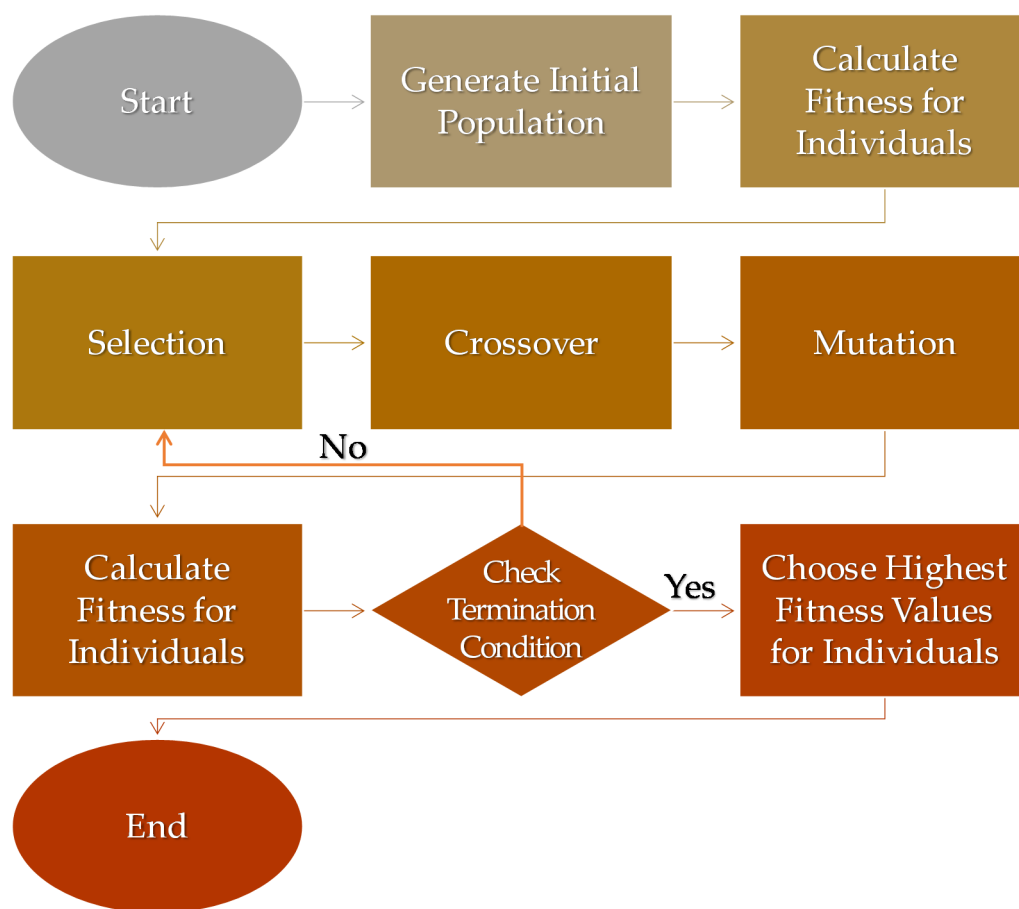 Start
Generate Initial
Population
Calculate
Fitness for
Individuals
Selection
Crossover
Mutation
No
Calculate
Fitness for
Individuals
Check
Termination
Condition
Yes
Choose Highest
Fitness Values
for Individuals
End